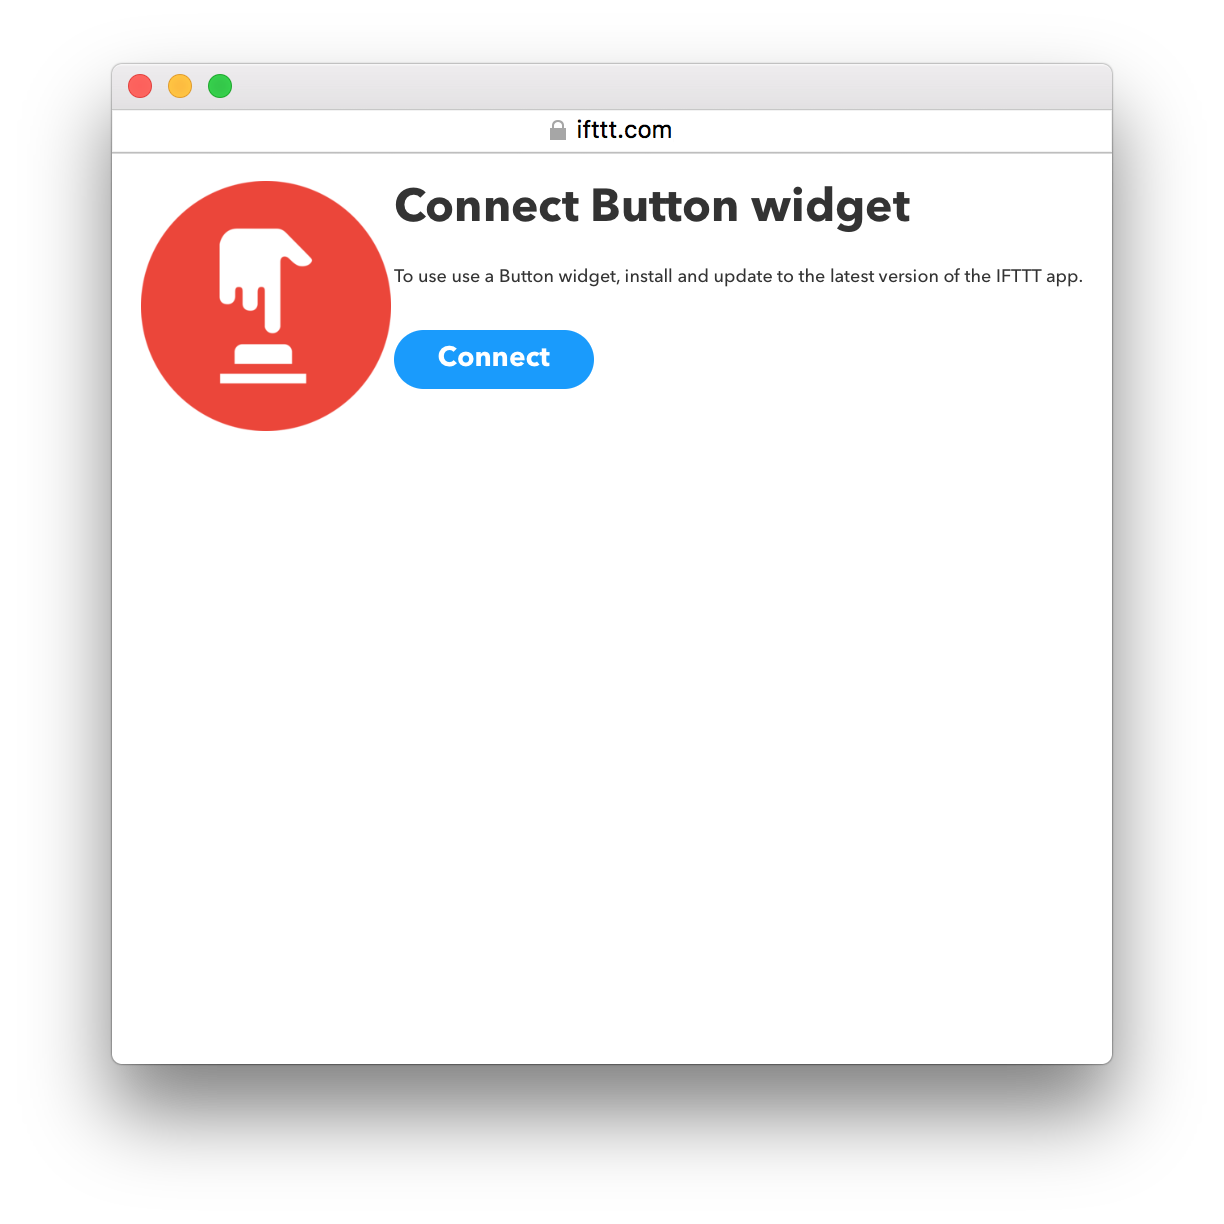 ifttt.com
Connect Button widget
To use use a Button widget, install and update to the latest version of the IFTTT app.
Connect